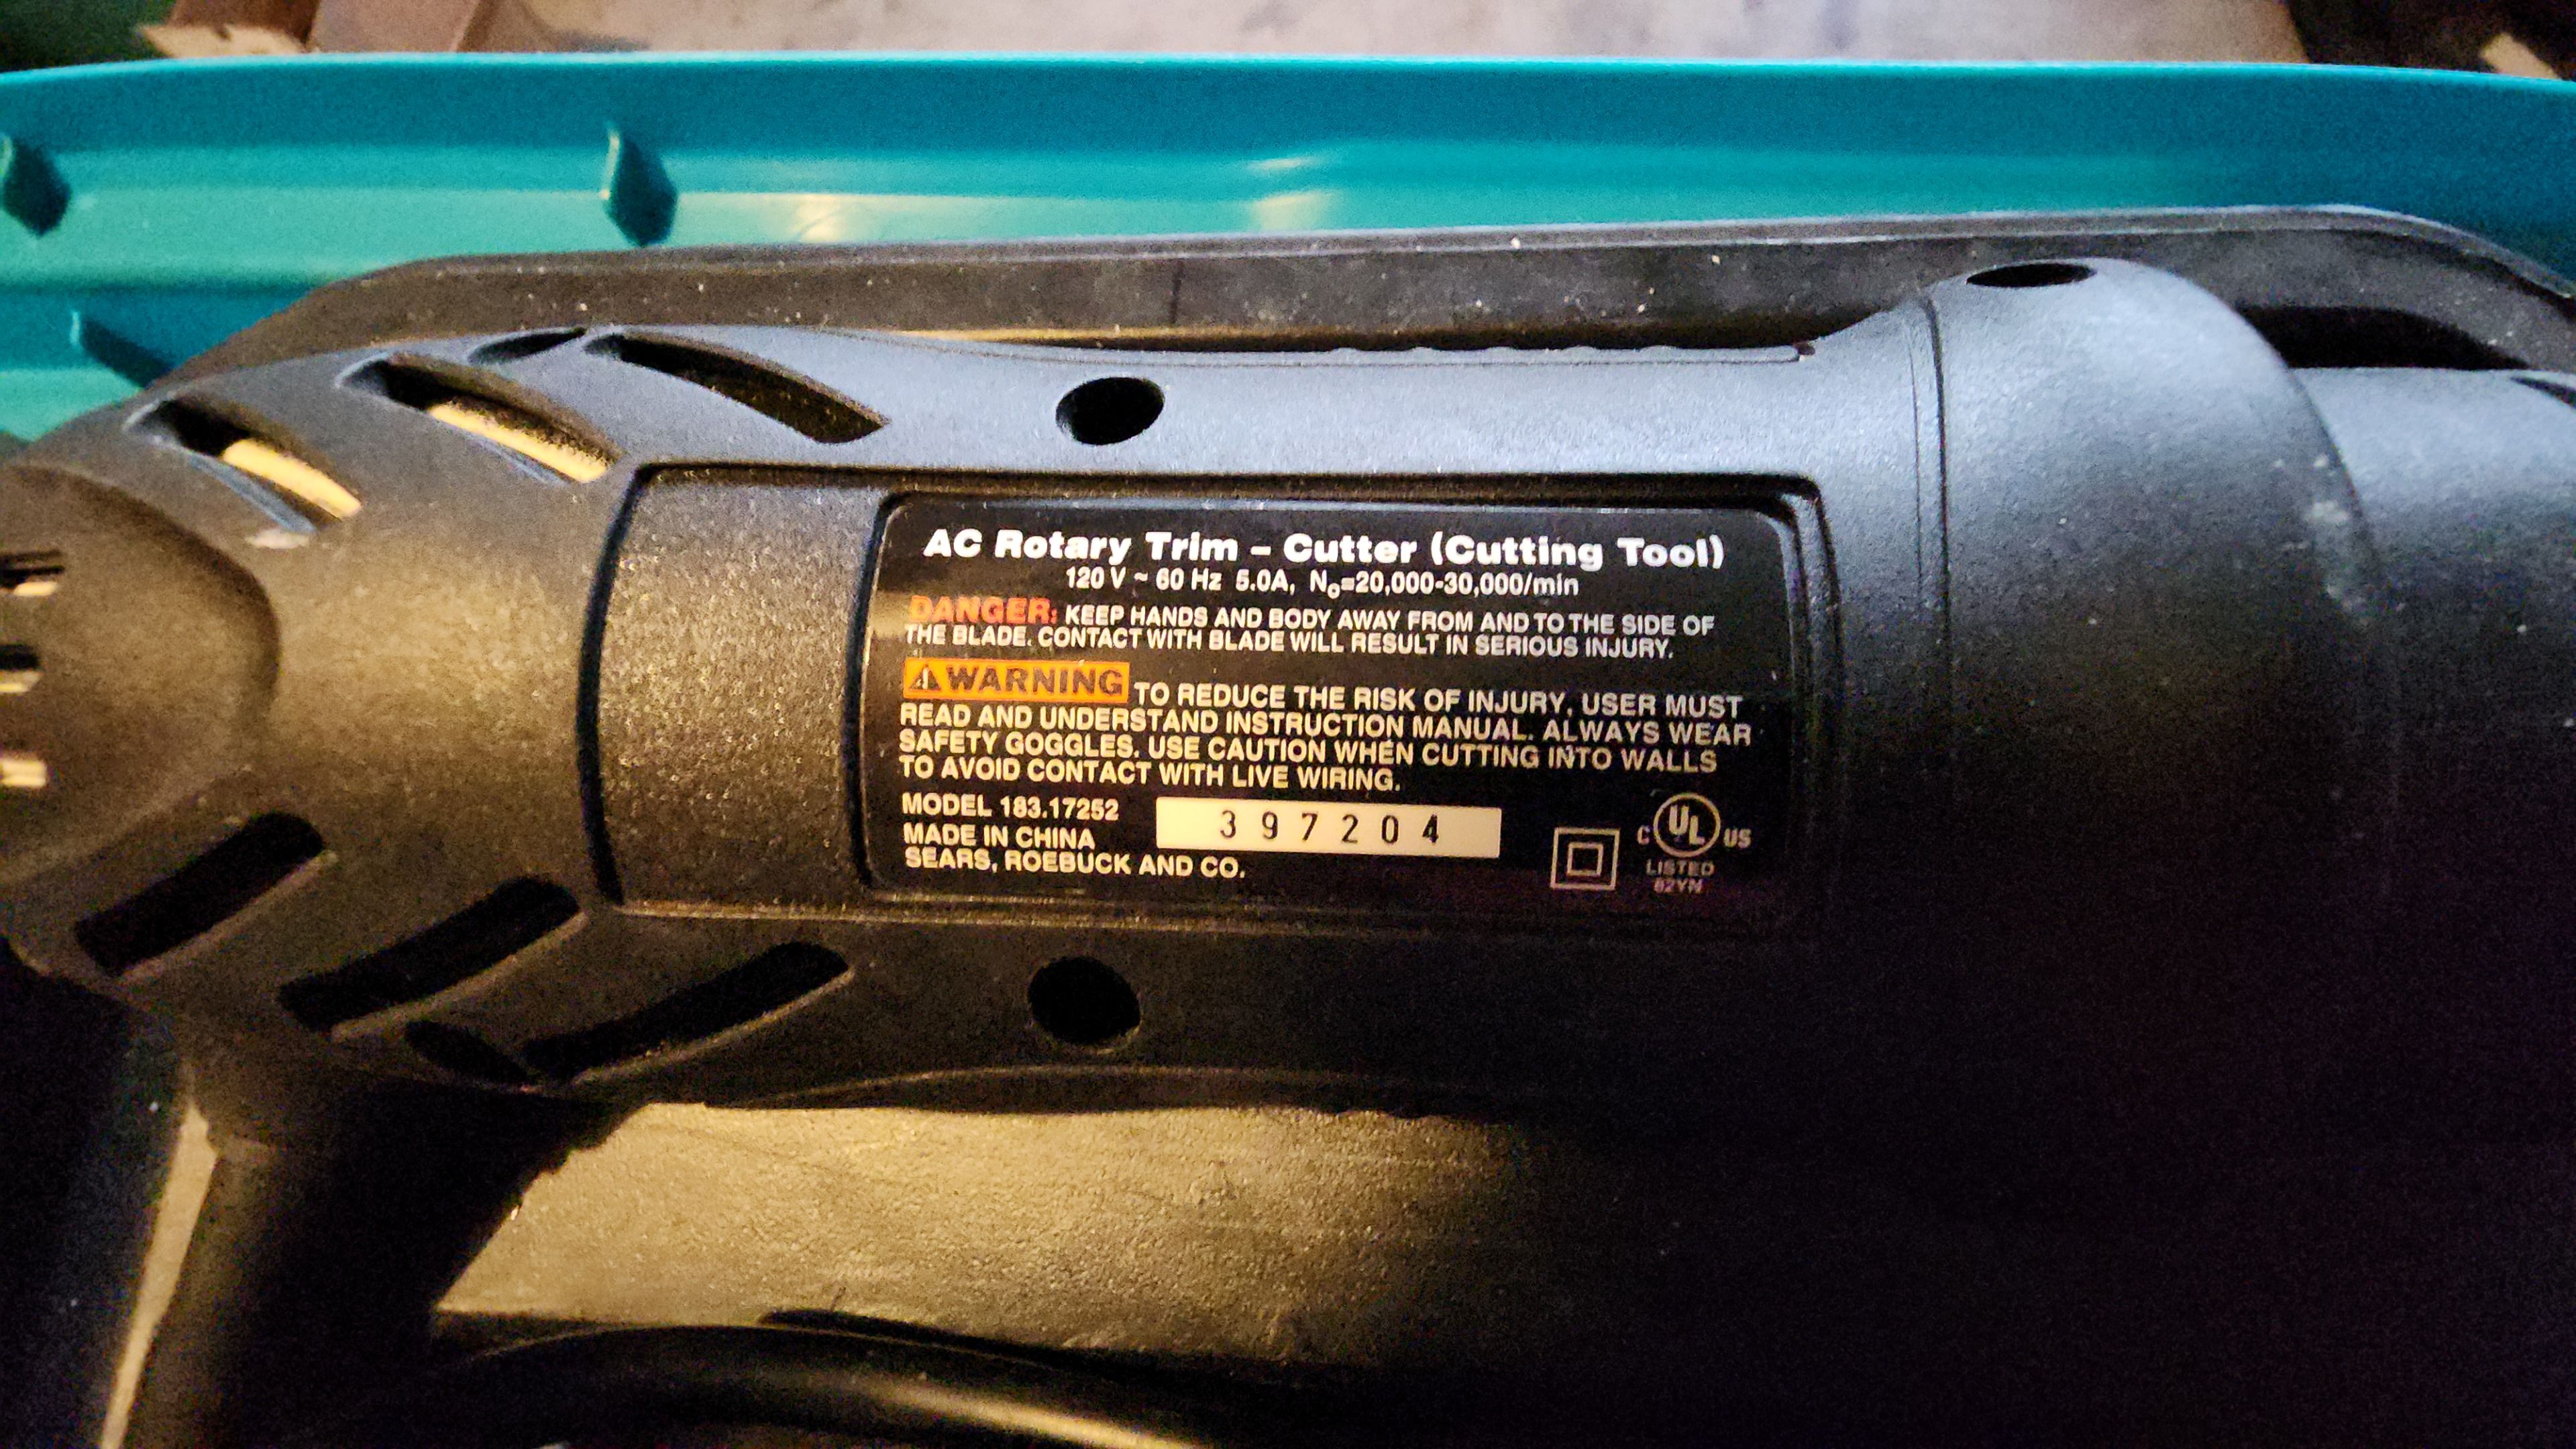 AC Rotary Trim – Cutter (Cutting Tool)
120 V ~ 60 Hz 5.0A, No=20,000-30,000/min
DANGER: KEEP HANDS AND BODY AWAY FROM AND TO THE SIDE OF
THE BLADE. CONTACT WITH BLADE WILL RESULT IN SERIOUS INJURY.
WARNING TO REDUCE THE RISK OF INJURY, USER MUST
READ AND UNDERSTAND INSTRUCTION MANUAL. ALWAYS WEAR
SAFETY GOGGLES. USE CAUTION WHEN CUTTING INTO WALLS
TO AVOID CONTACT WITH LIVE WIRING.
MODEL 183.17252
MADE IN CHINA
SEARS, ROEBUCK AND CO.
397204
C UL US
LISTED
82YN